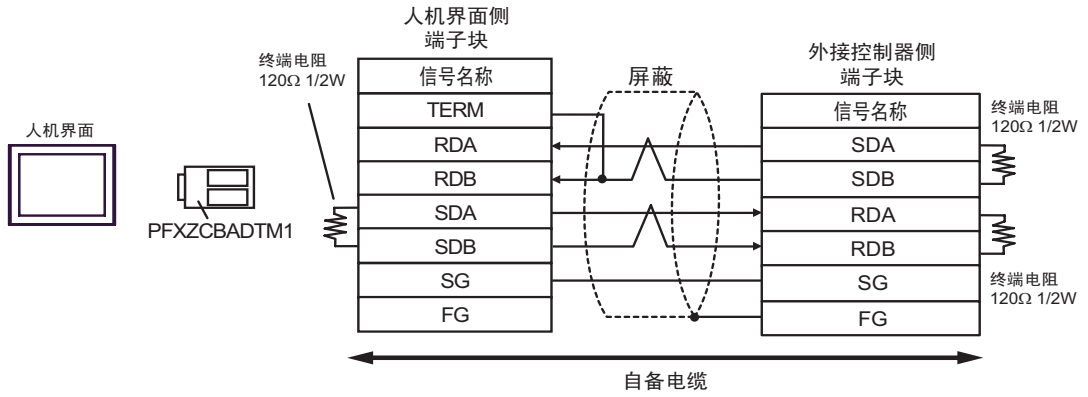 人机界面侧
端子块
终端电阻
120Ω 1/2W
信号名称
TERM
RDA
RDB
SDA
SDB
SG
FG
人机界面
PFXZCBADTM1
屏蔽
外接控制器侧
端子块
信号名称
SDA
SDB
RDA
RDB
SG
FG
终端电阻
120Ω 1/2W
终端电阻
120Ω 1/2W
自备电缆